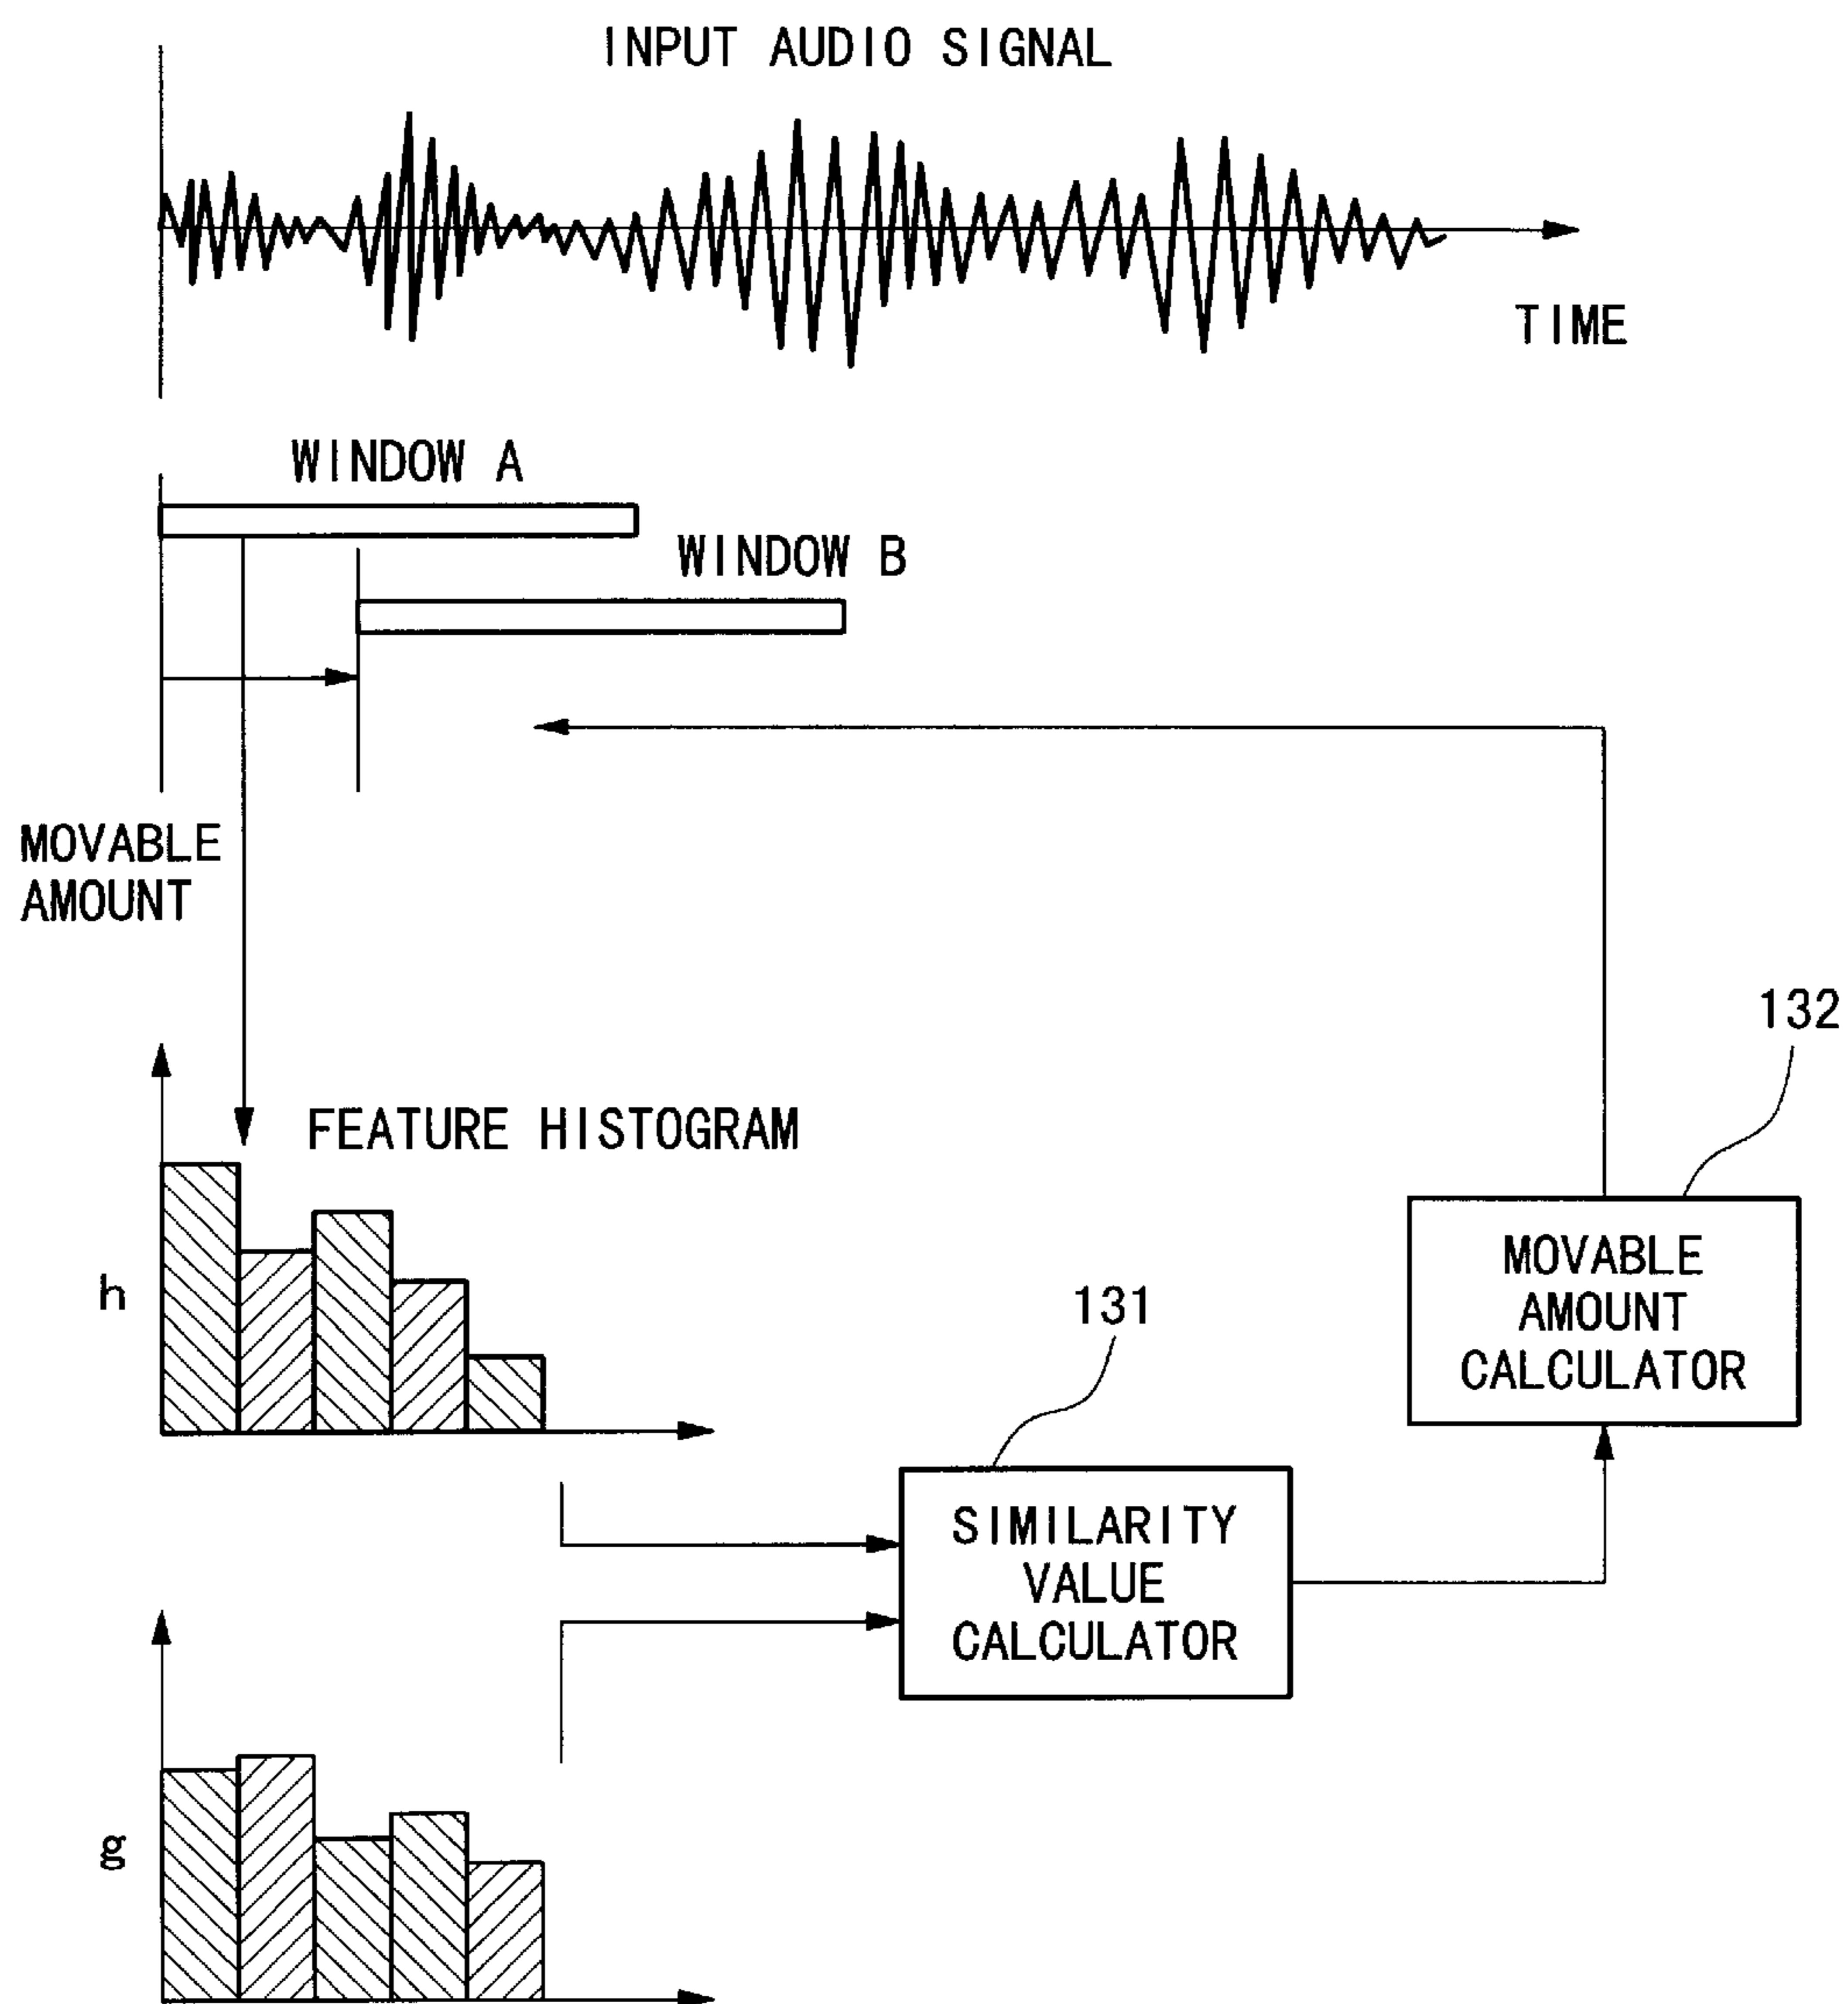 INPUT AUDIO SIGNAL
TIME
WINDOW A
WINDOW B
MOVABLE
AMOUNT
132
FEATURE HISTOGRAM
MOVABLE
AMOUNT
CALCULATOR
h
131
SIMILARITY
VALUE
CALCULATOR
g